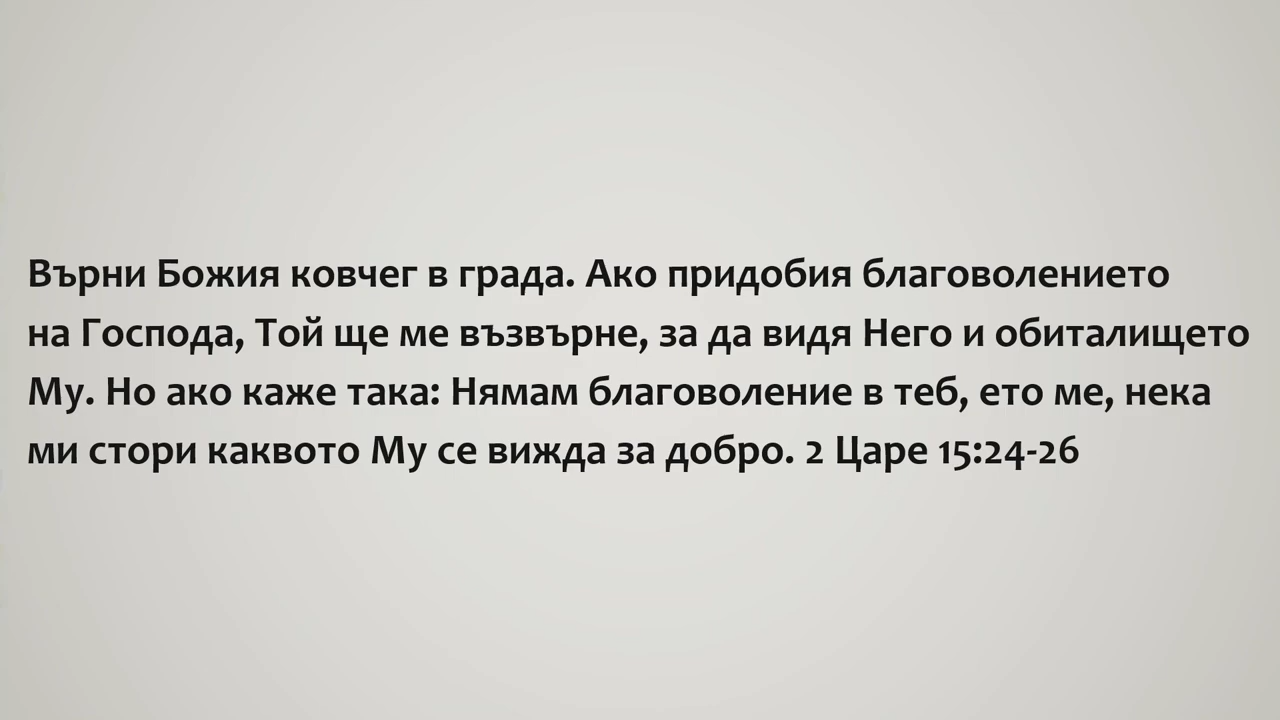 Върни Божия ковчег в града. Ако придобия благоволението
на Господа, Той ще ме възвърне, за да видя Него и обиталището
Му. Но ако каже така: Нямам благоволение в теб, ето ме, нека
ми стори каквото Му се вижда за добро. 2 Царе 15:24-26